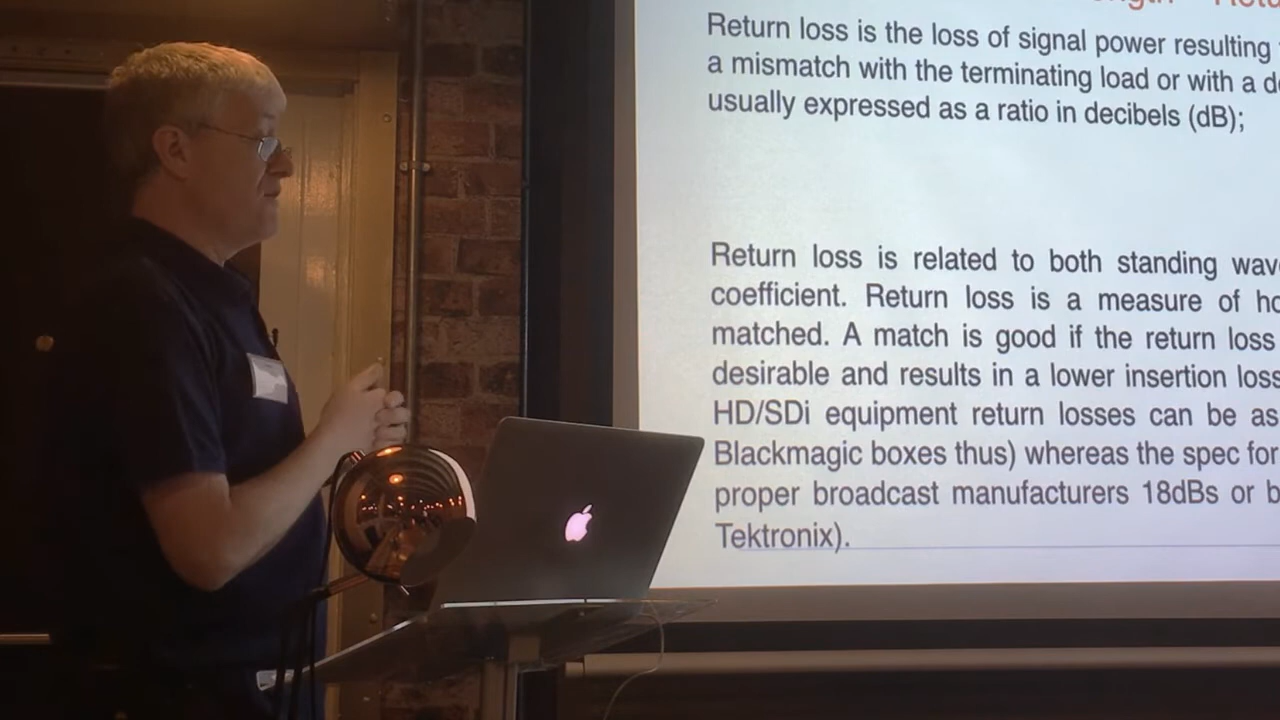 Return loss is the loss of signal power resulting
a mismatch with the terminating load or with a
usually expressed as a ratio in decibels (dB);
Return loss is related to both standing
coefficient. Return loss is a measure of
matched. A match is good if the return loss
desirable and results in a lower insertion loss
HD/SDi equipment return losses can be as
Blackmagic boxes thus) whereas the spec for
proper broadcast manufacturers 18dBs or
Tektronix).